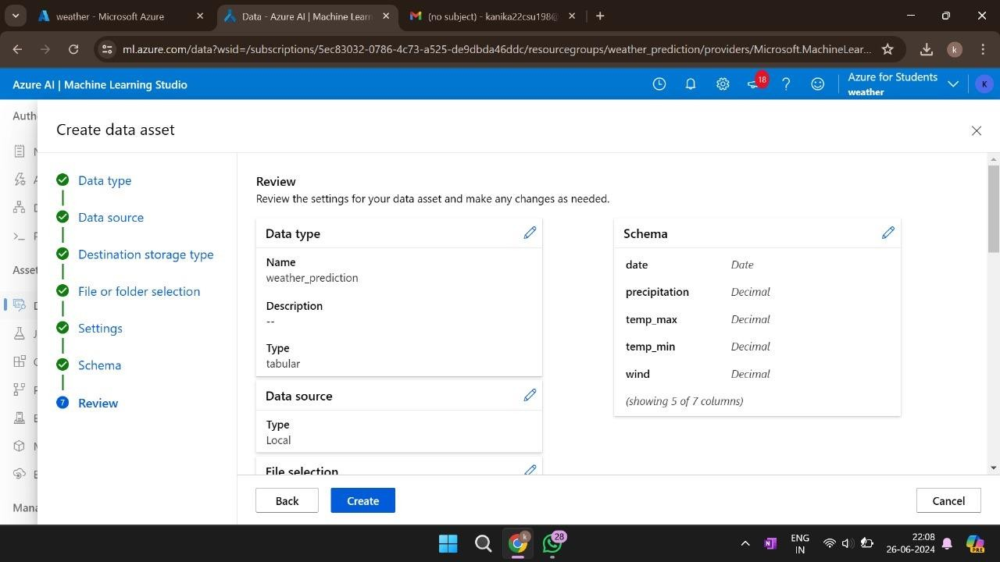 weather - Microsoft Azure
Data - Azure AI | Machine Learn
(no subject) - kanika22csu198@
ml.azure.com/data?wsid=/subscriptions/5ec83032-0786-4c73-a525-de9dbda46ddc/resourcegroups/weather_prediction/providers/Microsoft.MachineLear...
k
Azure AI | Machine Learning Studio
18
Azure for Students
weather
K
Auth
Create data asset
Data type
Data source
Destination storage type
File or folder selection
Settings
Schema
7 Review
Asset
Mana
Review
Review the settings for your data asset and make any changes as needed.
Data type
Name
weather_prediction
Description
--
Type
tabular
Data source
Type
Local
File selection
Schema
date Date
precipitation Decimal
temp_max Decimal
temp_min Decimal
wind Decimal
(showing 5 of 7 columns)
Back
Create
Cancel
k
28
ENG
IN
22:08
26-06-2024
PRE